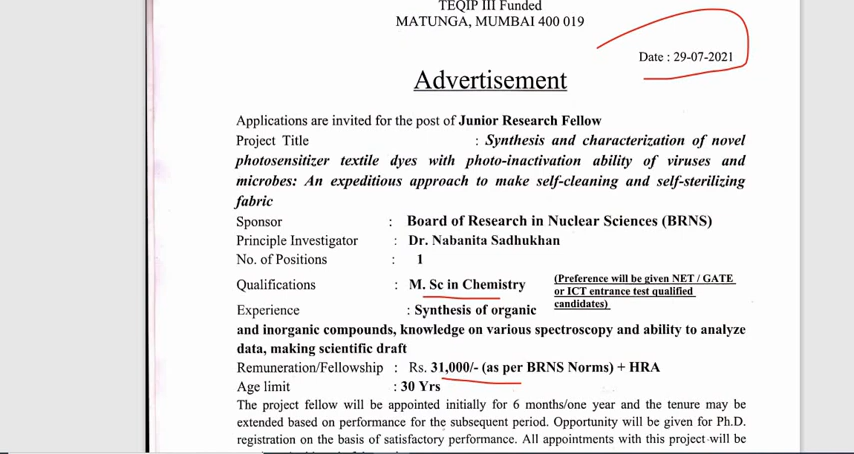 TEQIP III Funded
MATUNGA, MUMBAI 400 019
Date : 29-07-2021
Advertisement
Applications are invited for the post of Junior Research Fellow
Project Title : Synthesis and characterization of novel
photosensitizer textile dyes with photo-inactivation ability of viruses and
microbes: An expeditious approach to make self-cleaning and self-sterilizing
fabric
Sponsor : Board of Research in Nuclear Sciences (BRNS)
Principle Investigator : Dr. Nabanita Sadhukhan
No. of Positions : 1
Qualifications : M. Sc in Chemistry
(Preference will be given NET / GATE
or ICT entrance test qualified
candidates)
Experience : Synthesis of organic
and inorganic compounds, knowledge on various spectroscopy and ability to analyze
data, making scientific draft
Remuneration/Fellowship : Rs. 31,000/- (as per BRNS Norms) + HRA
Age limit : 30 Yrs
The project fellow will be appointed initially for 6 months/one year and the tenure may be
extended based on performance for the subsequent period. Opportunity will be given for Ph.D.
registration on the basis of satisfactory performance. All appointments with this project will be